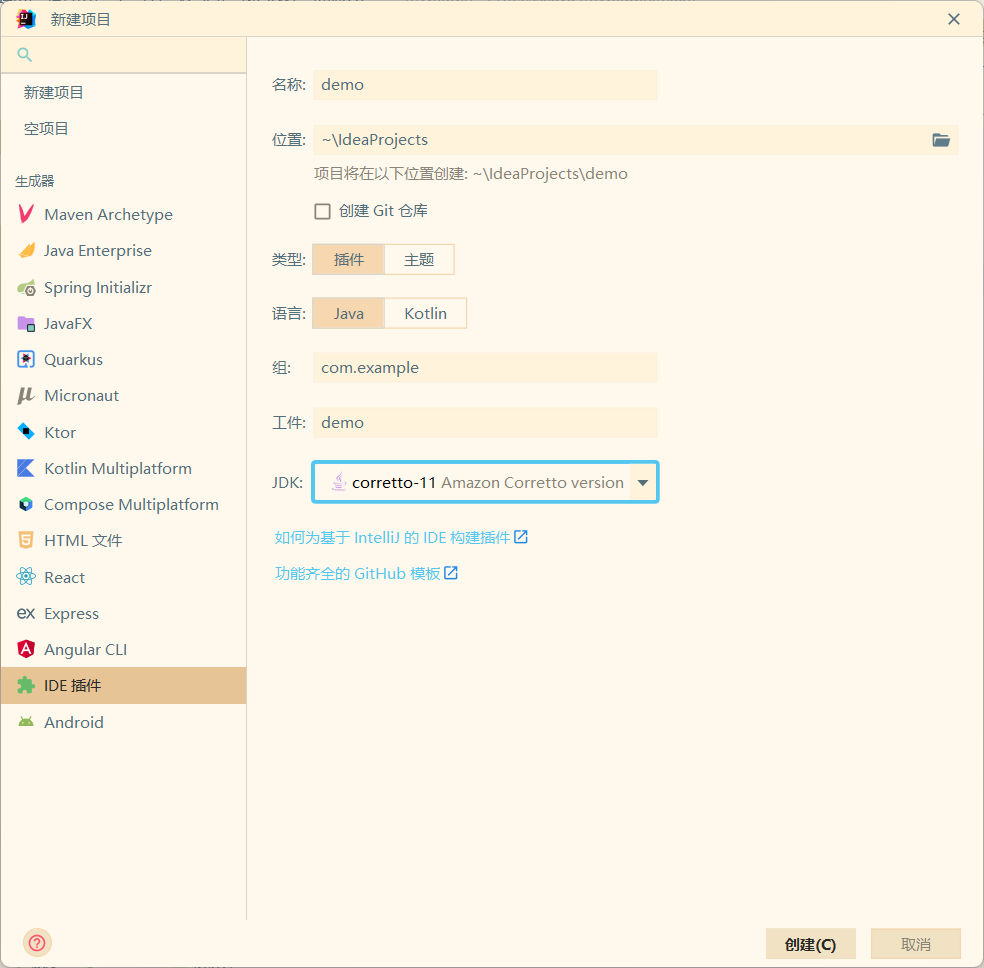 新建项目
新建项目
空项目
生成器
Maven Archetype
Java Enterprise
Spring Initializr
JavaFX
Quarkus
Micronaut
Ktor
Kotlin Multiplatform
Compose Multiplatform
HTML 文件
React
ex Express
Angular CLI
IDE 插件
Android
名称: demo
位置: ~\IdeaProjects
项目将在以下位置创建: ~\IdeaProjects\demo
创建 Git 仓库
类型: 插件 主题
语言: Java Kotlin
组: com.example
工件: demo
JDK: corretto-11 Amazon Corretto version
如何为基于 IntelliJ 的 IDE 构建插件
功能齐全的 GitHub 模板
? 创建(C) 取消